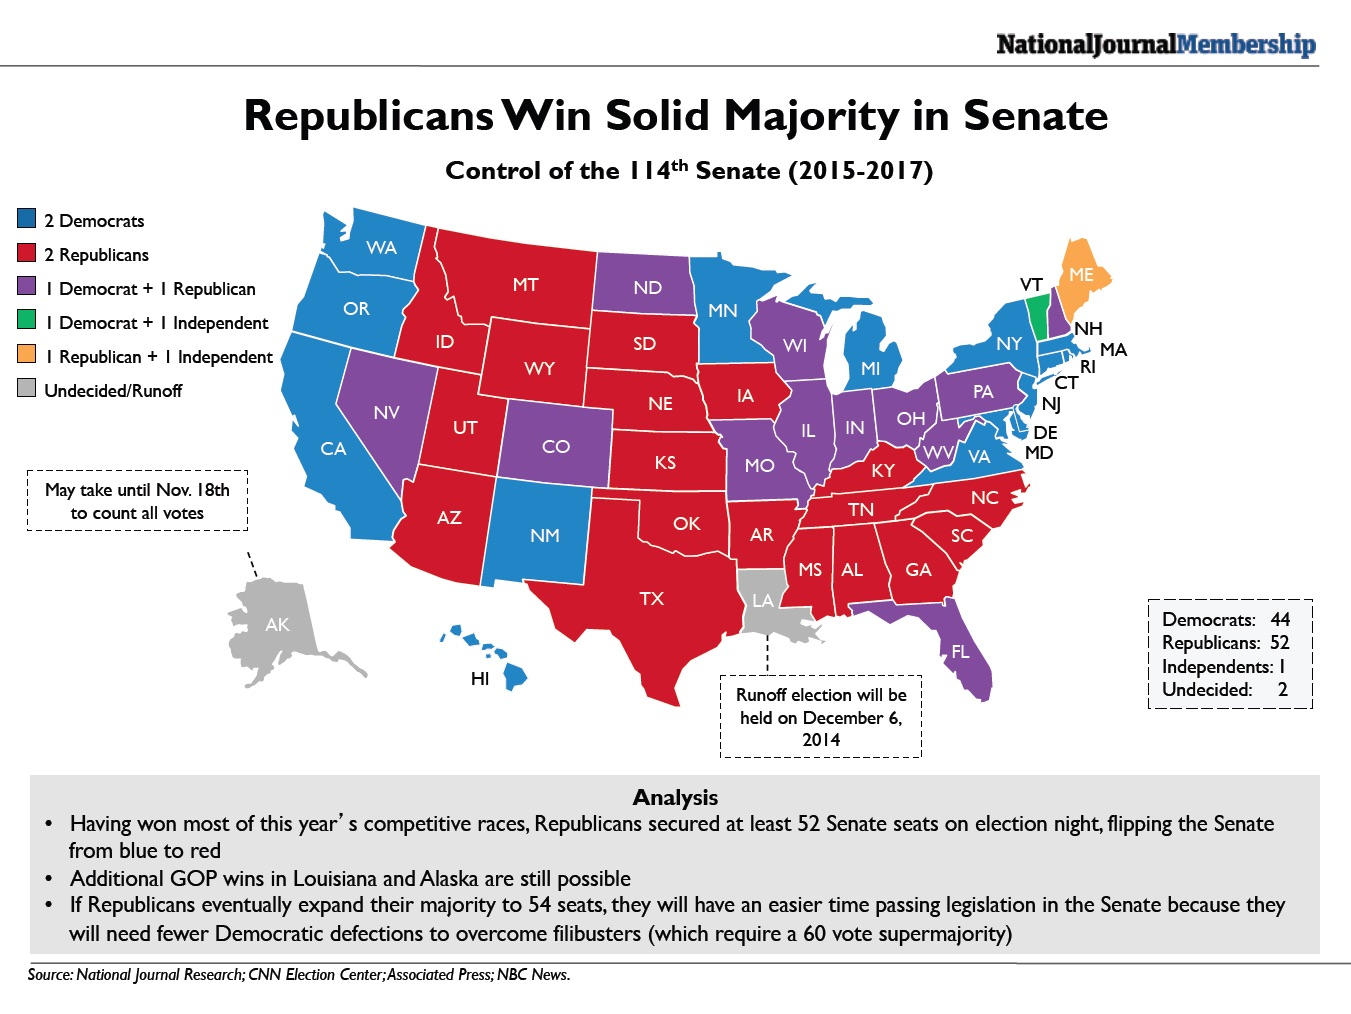 NationalJournalMembership
Republicans Win Solid Majority in Senate
Control of the 114th Senate (2015-2017)
2 Democrats
2 Republicans
1 Democrat + 1 Republican
1 Democrat + 1 Independent
1 Republican + 1 Independent
Undecided/Runoff
WA
OR
CA
NV
ID
MT
WY
UT
CO
AZ
NM
ND
SD
NE
KS
OK
TX
MN
IA
MO
AR
LA
WI
IL
MI
IN
OH
KY
TN
MS
AL
GA
FL
SC
NC
VA
WV
PA
NY
VT
ME
NH
MA
RI
CT
NJ
DE
MD
AK
HI
May take until Nov. 18th
to count all votes
Runoff election will be
held on December 6,
2014
Democrats: 44
Republicans: 52
Independents: 1
Undecided: 2
Analysis
• Having won most of this year’ s competitive races, Republicans secured at least 52 Senate seats on election night, flipping the Senate
from blue to red
• Additional GOP wins in Louisiana and Alaska are still possible
• If Republicans eventually expand their majority to 54 seats, they will have an easier time passing legislation in the Senate because they
will need fewer Democratic defections to overcome filibusters (which require a 60 vote supermajority)
Source: National Journal Research; CNN Election Center; Associated Press; NBC News.